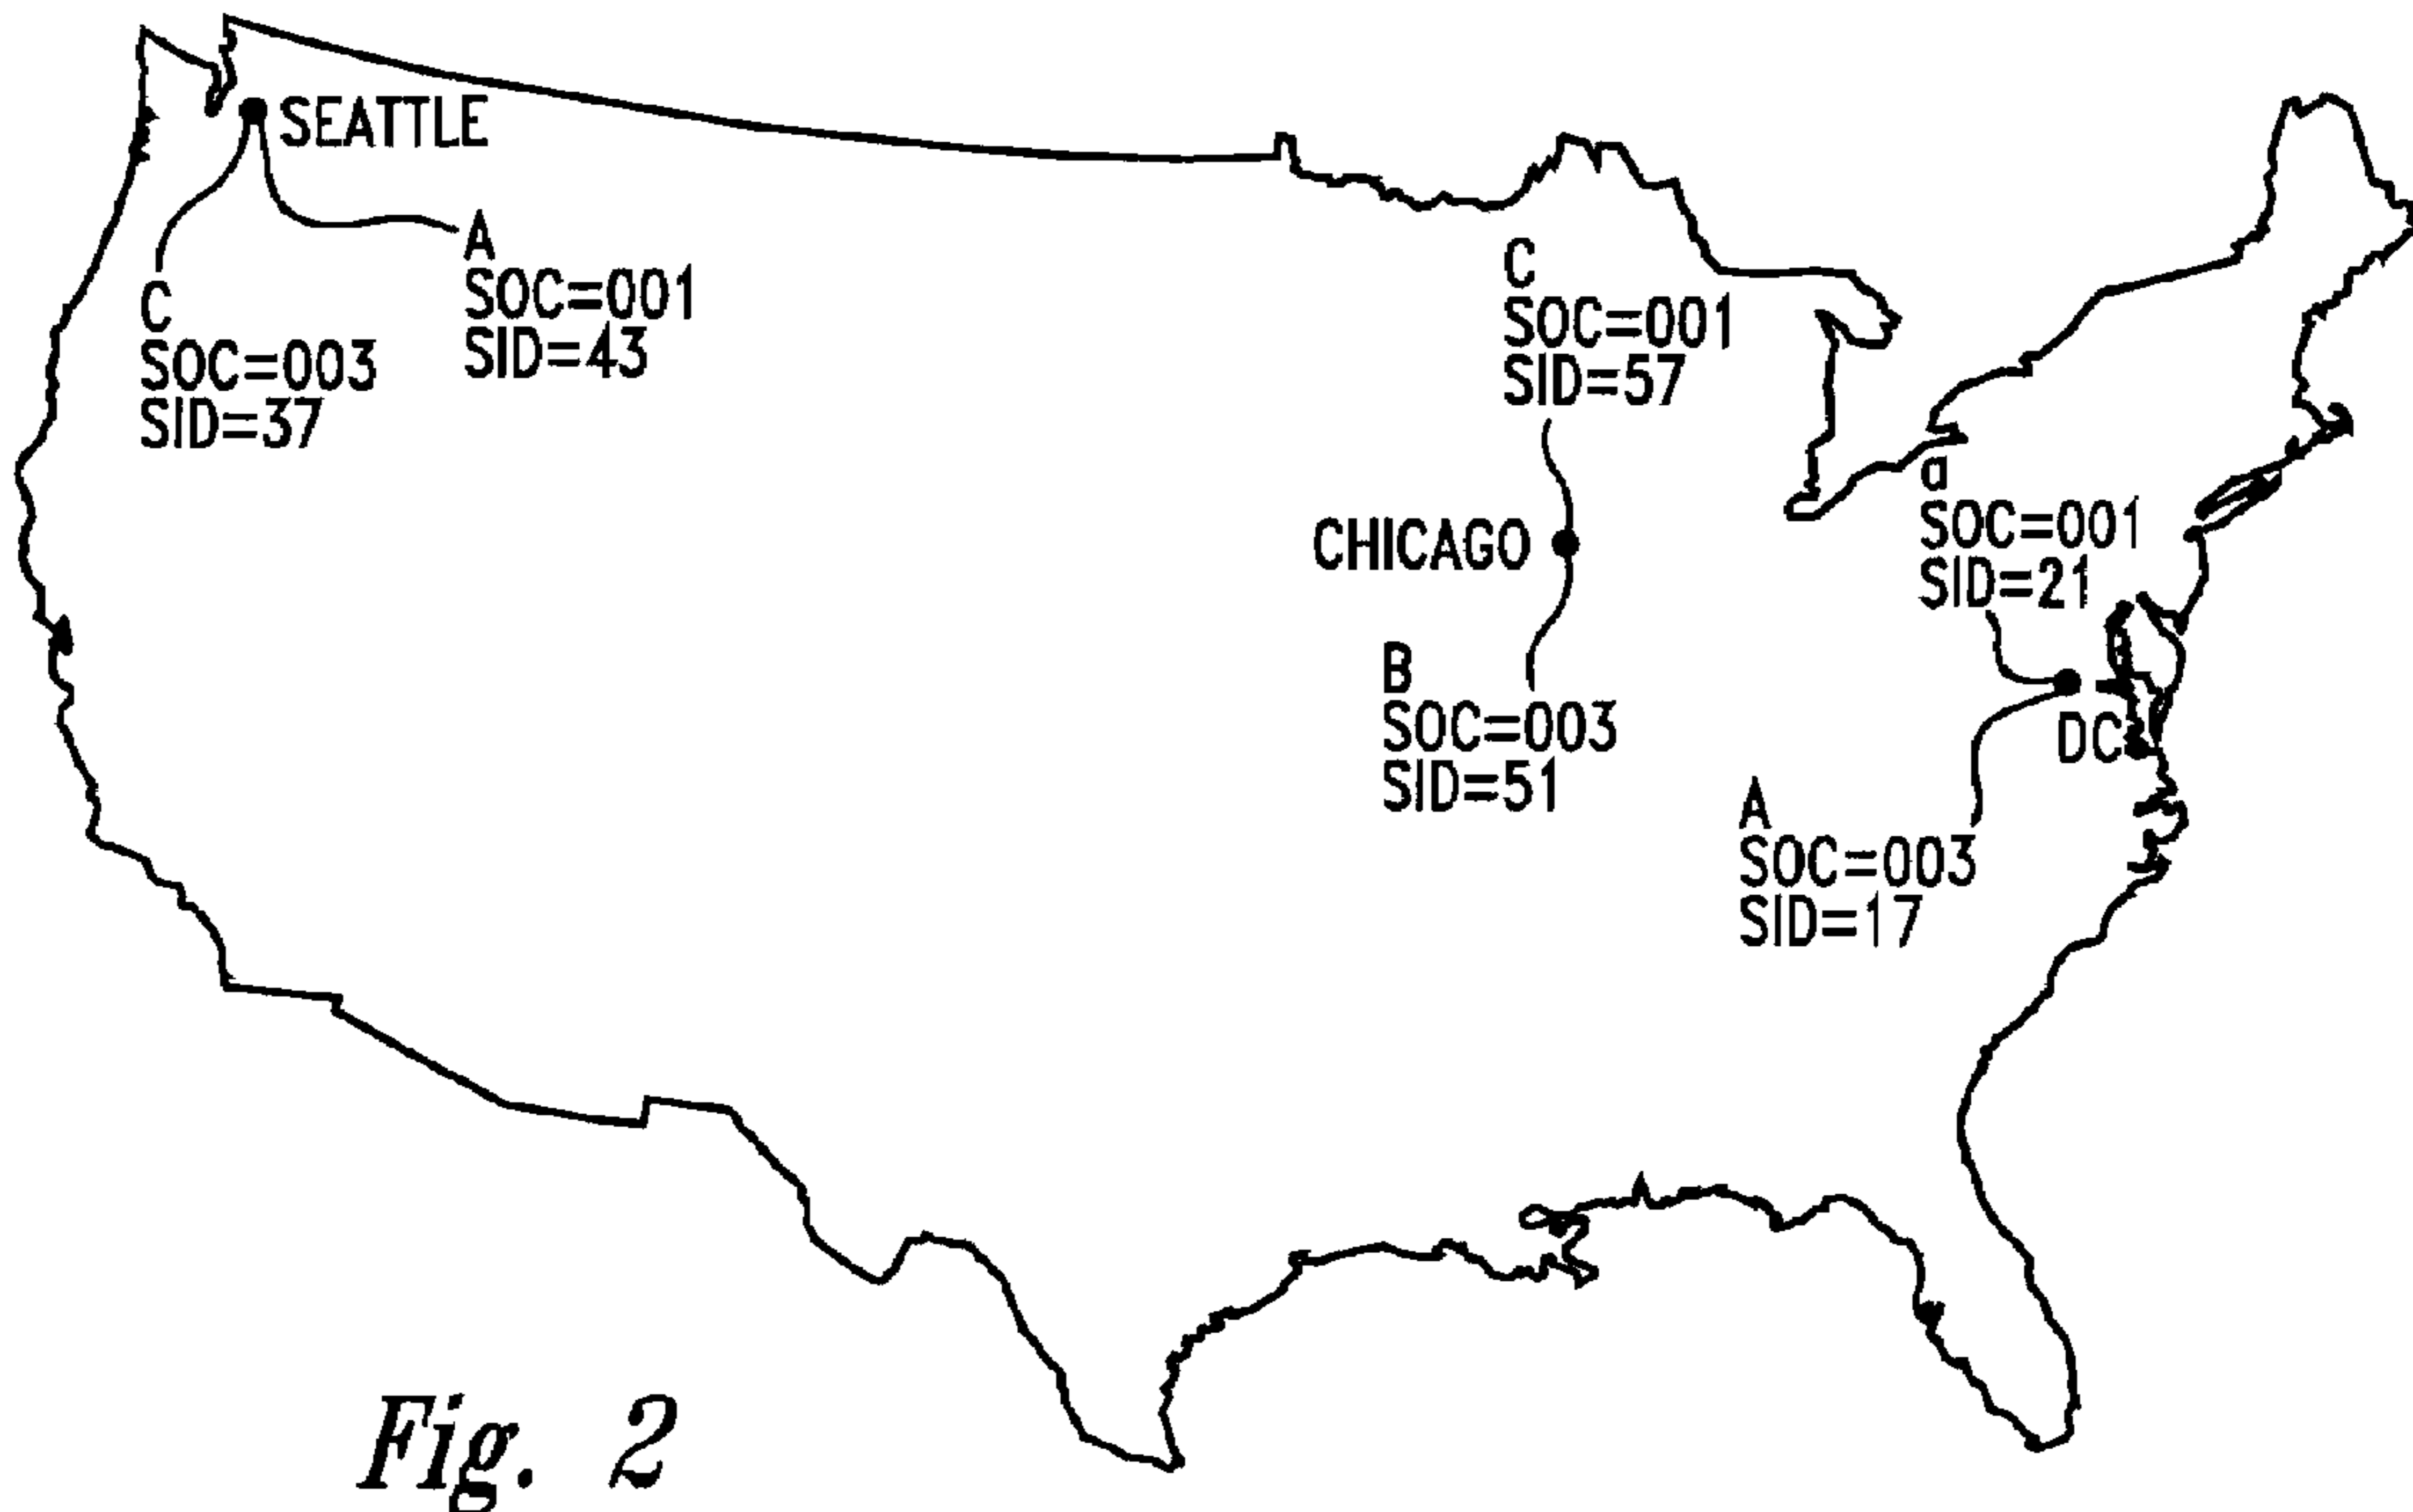 SEATTLE
A
SOC=001
SID=43
C
SOC=003
SID=37
C
SOC=001
SID=57
CHICAGO
B
SOC=003
SID=51
a
SOC=001
SID=21
DC
A
SOC=003
SID=17
Fig. 2